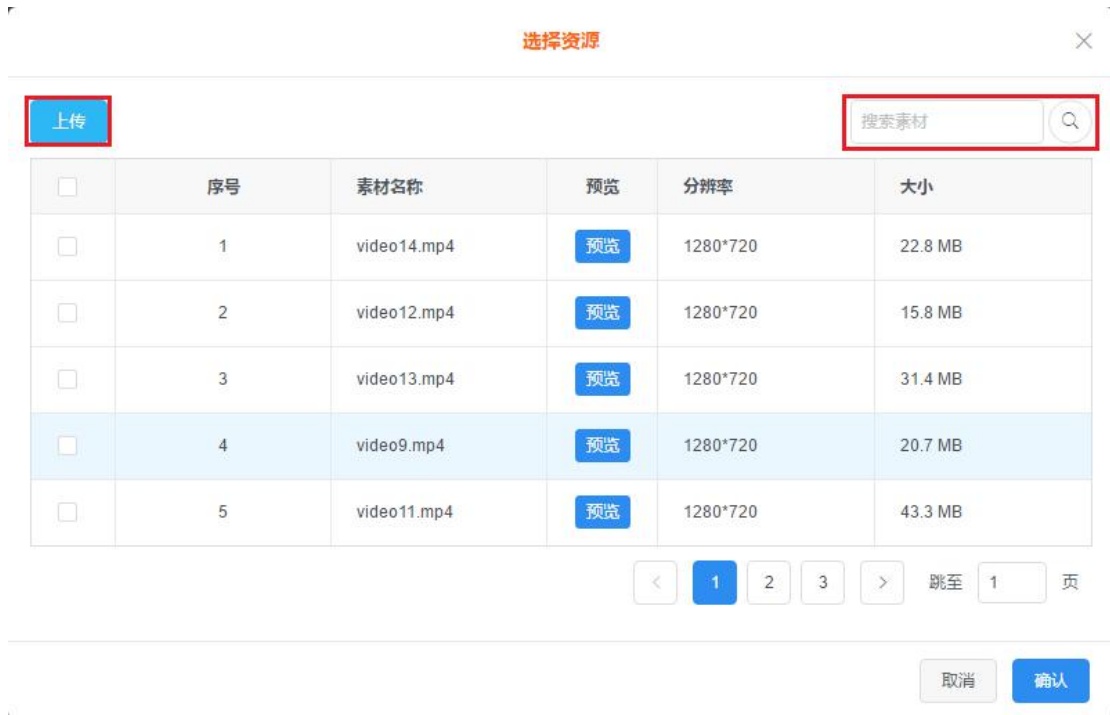 选择资源
上传 搜索素材
序号 素材名称 预览 分辨率 大小
1 video14.mp4 预览 1280*720 22.8 MB
2 video12.mp4 预览 1280*720 15.8 MB
3 video13.mp4 预览 1280*720 31.4 MB
4 video9.mp4 预览 1280*720 20.7 MB
5 video11.mp4 预览 1280*720 43.3 MB
< 1 2 3 > 跳至 1 页
取消 确认